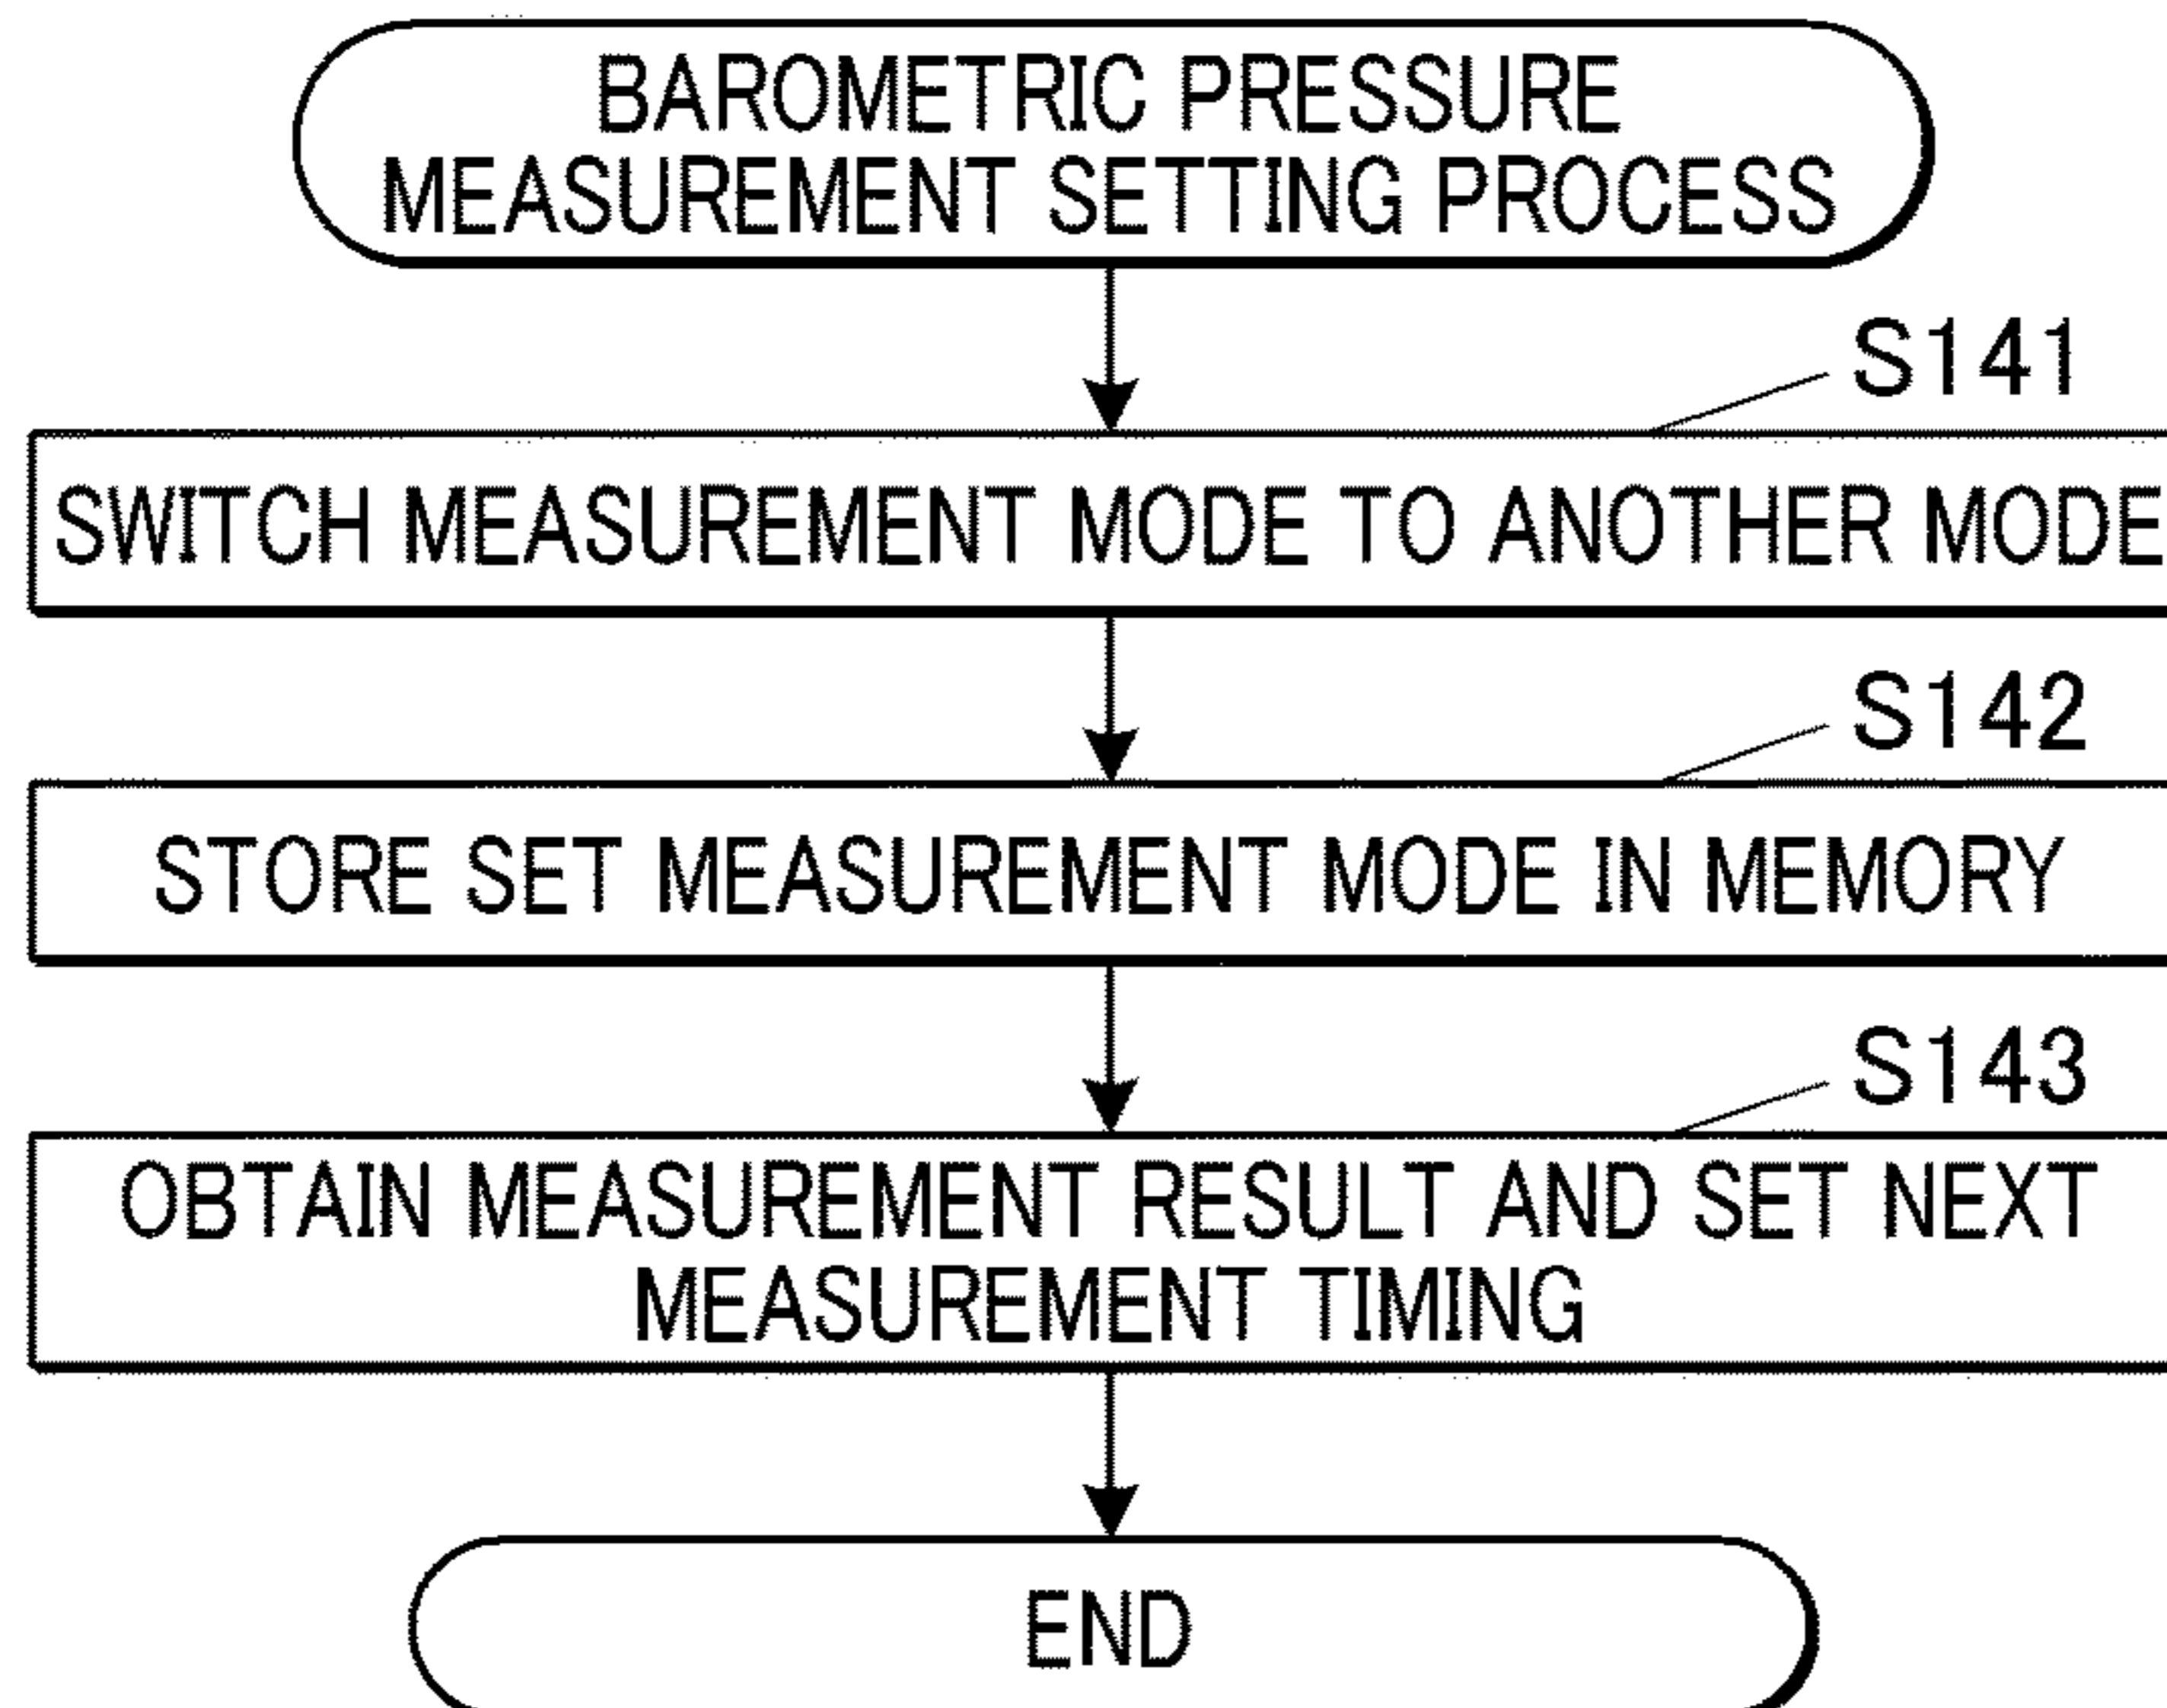 BAROMETRIC PRESSURE
MEASUREMENT SETTING PROCESS
S141
SWITCH MEASUREMENT MODE TO ANOTHER MODE
S142
STORE SET MEASUREMENT MODE IN MEMORY
S143
OBTAIN MEASUREMENT RESULT AND SET NEXT
MEASUREMENT TIMING
END